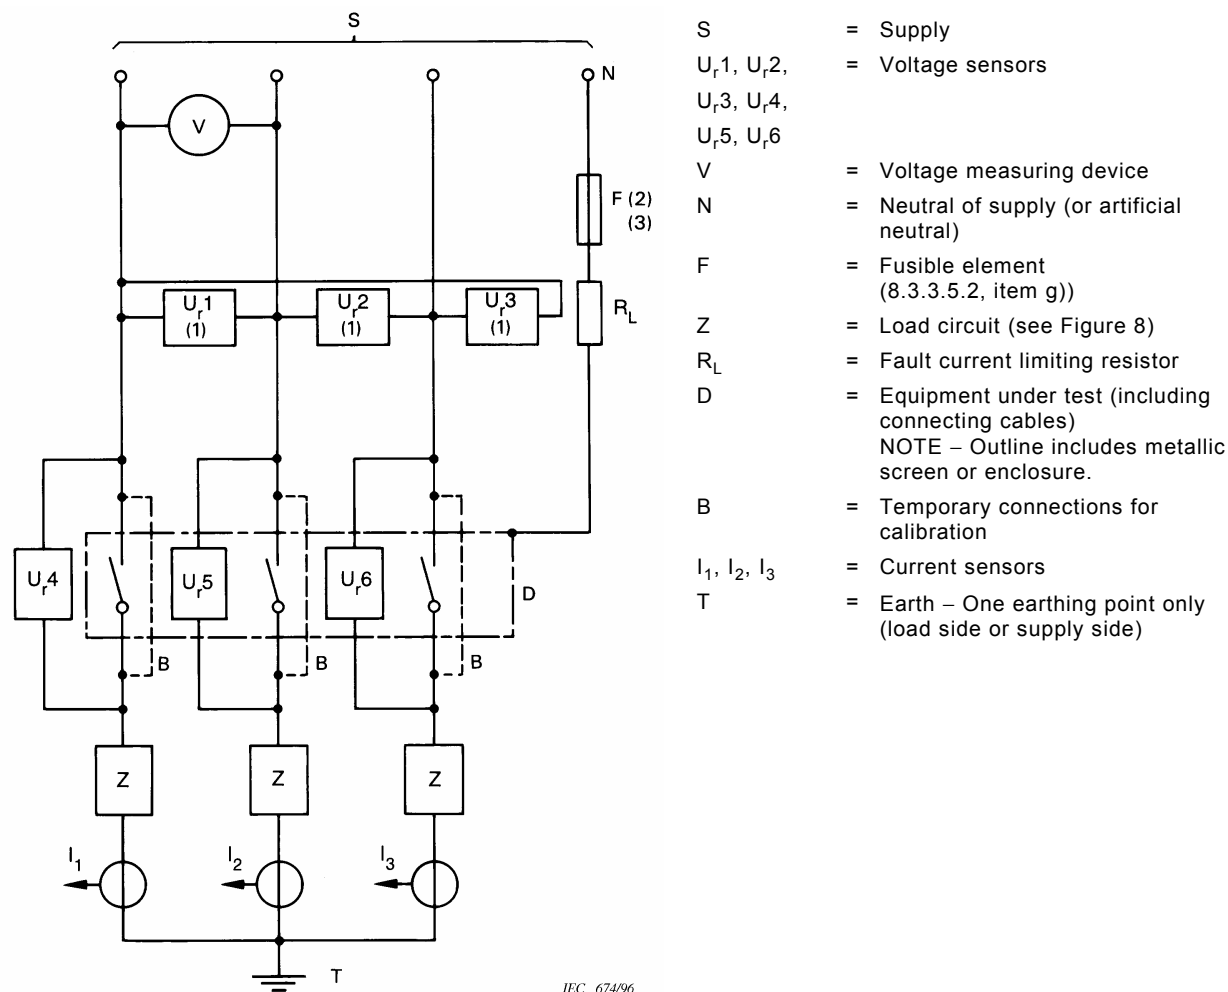 S
N
V
F (2)
(3)
Ur1
(1)
Ur2
(1)
Ur3
(1)
RL
Ur4
Ur5
Ur6
D
B
B
B
Z
Z
Z
I1
I2
I3
T
IEC 674/96
S = Supply
Ur1, Ur2, = Voltage sensors
Ur3, Ur4,
Ur5, Ur6
V = Voltage measuring device
N = Neutral of supply (or artificial
neutral)
F = Fusible element
(8.3.3.5.2, item g))
Z = Load circuit (see Figure 8)
RL = Fault current limiting resistor
D = Equipment under test (including
connecting cables)
NOTE – Outline includes metallic
screen or enclosure.
B = Temporary connections for
calibration
I1, I2, I3 = Current sensors
T = Earth – One earthing point only
(load side or supply side)